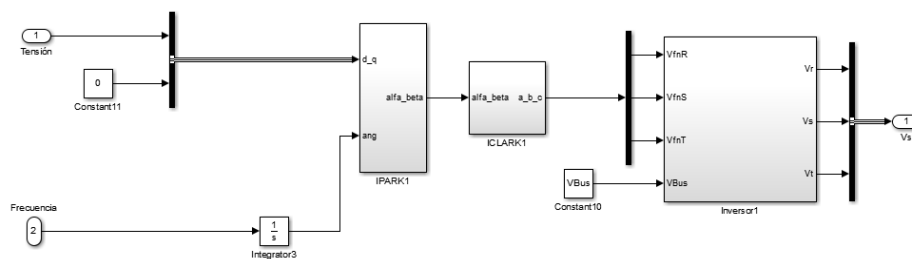 1
Tensión
0
Constant11
d_q
alfa_beta
ang
IPARK1
alfa_beta
a_b_o
ICLARK1
VfnR
VfnS
VfnT
VBus
Vr
Vs
Vt
Inversor1
VBus
Constant10
1
Vs
Frecuencia
2
1
s
Integrator3